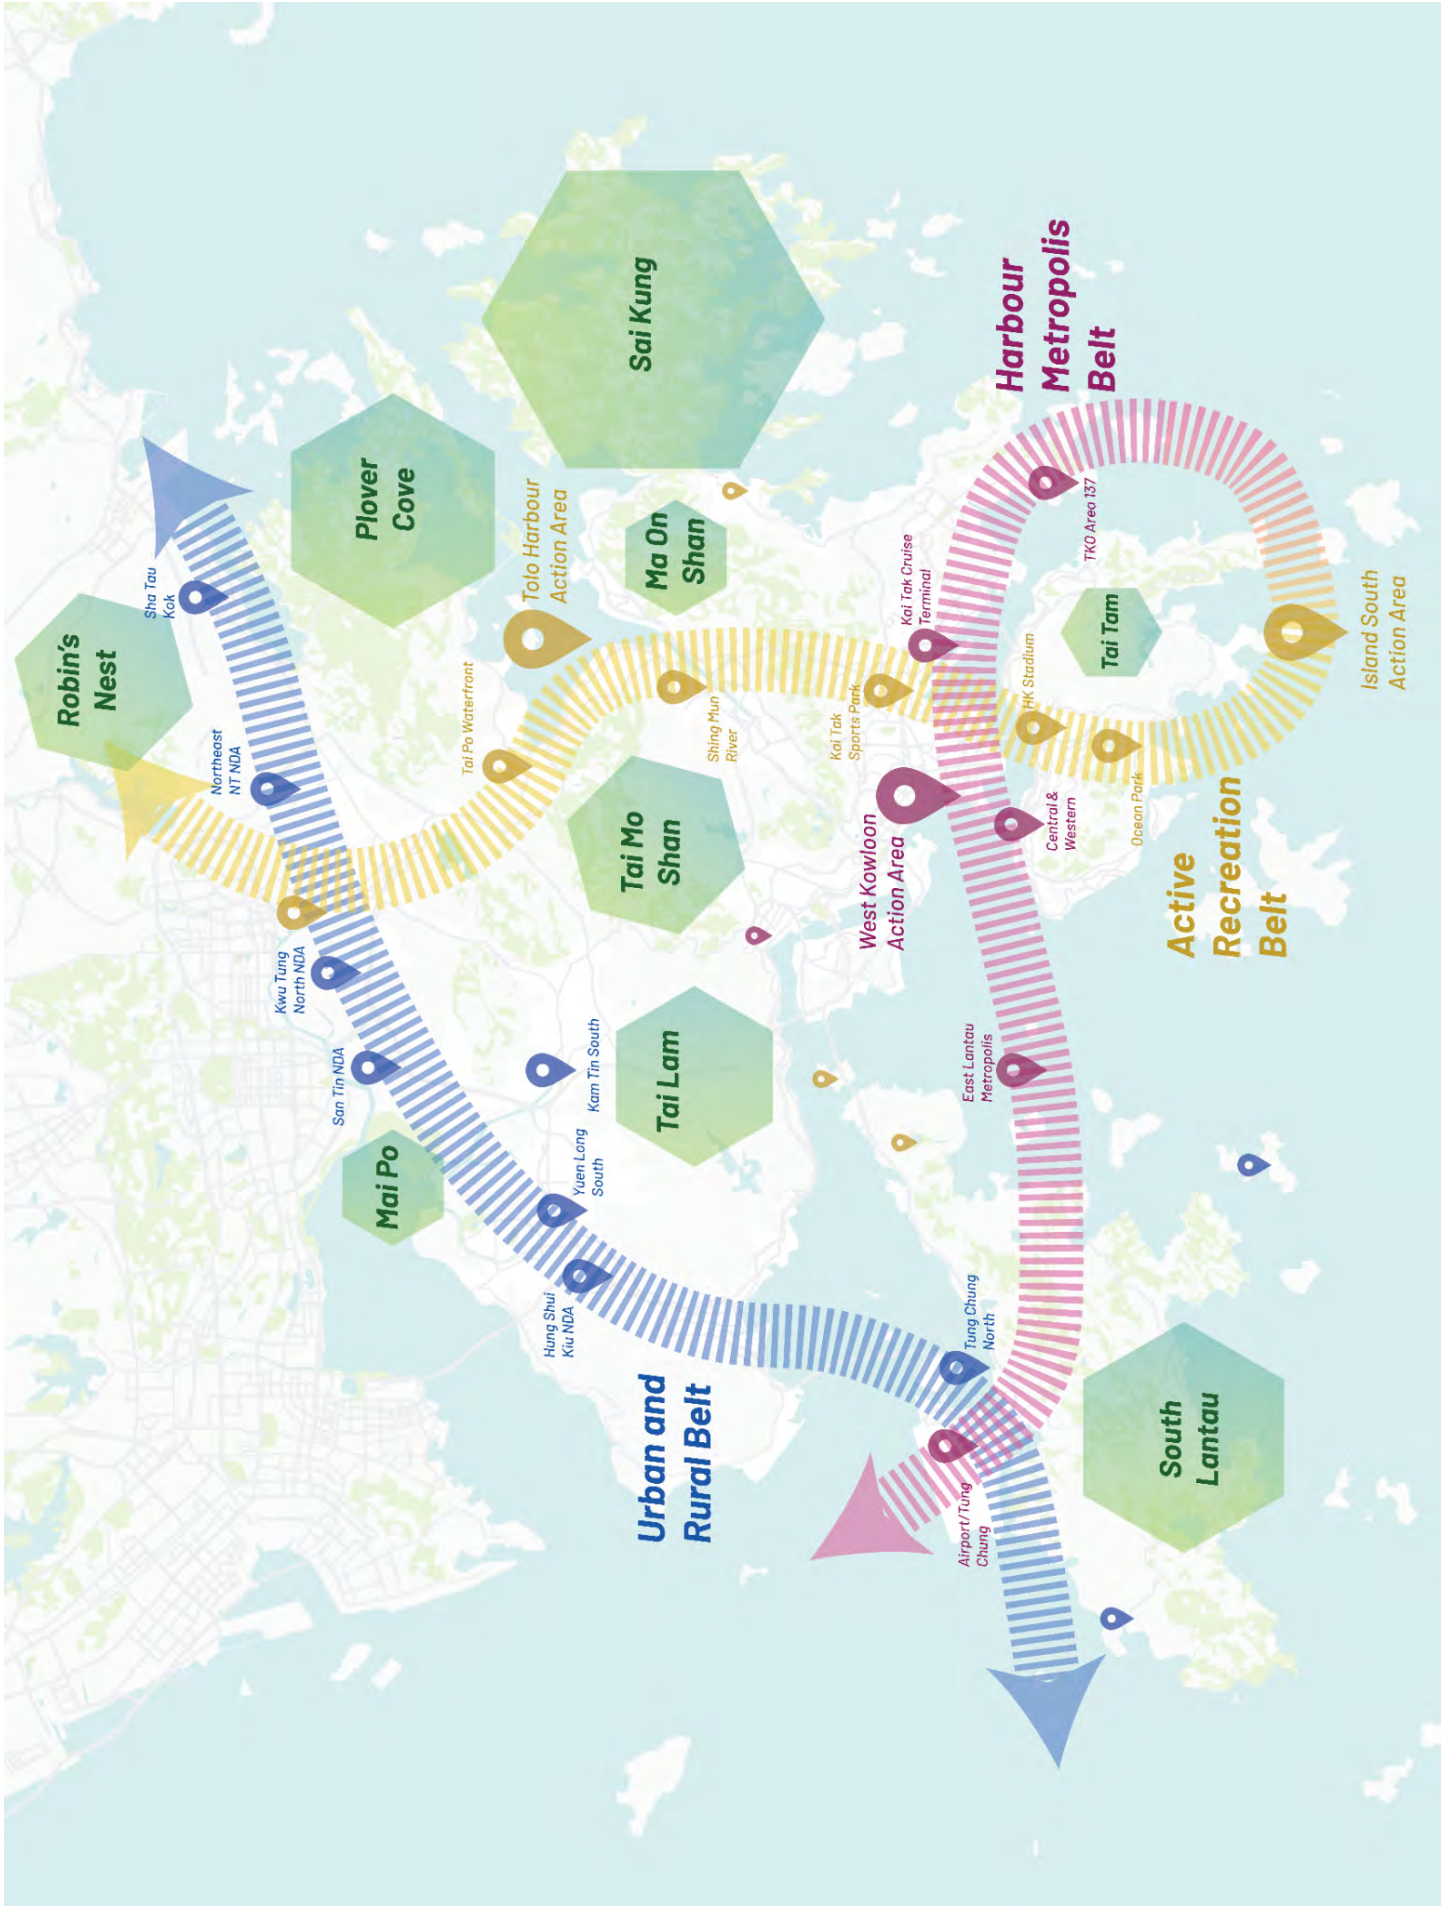 Robin's
Nest
Sha Tau
Kok
Northeast
NT NDA
Kwu Tung
North NDA
San Tin NDA
Mai Po
Plover
Cove
Tolo Harbour
Action Area
Tai Po Waterfront
Sai Kung
Ma On
Shan
Shing Mun
River
Tai Mo
Shan
Kam Tin South
Tai Lam
Yuen Long
South
Hung Shui
Kiu NDA
Urban and
Rural Belt
Kai Tak
Sports Park
Kai Tak Cruise
Terminal
West Kowloon
Action Area
Harbour
Metropolis
Belt
TKO Area 137
HK Stadium
Tai Tam
Central &
Western
Ocean Park
Active
Recreation
Belt
Island South
Action Area
East Lantau
Metropolis
Tung Chung
North
Airport/Tung
Chung
South
Lantau